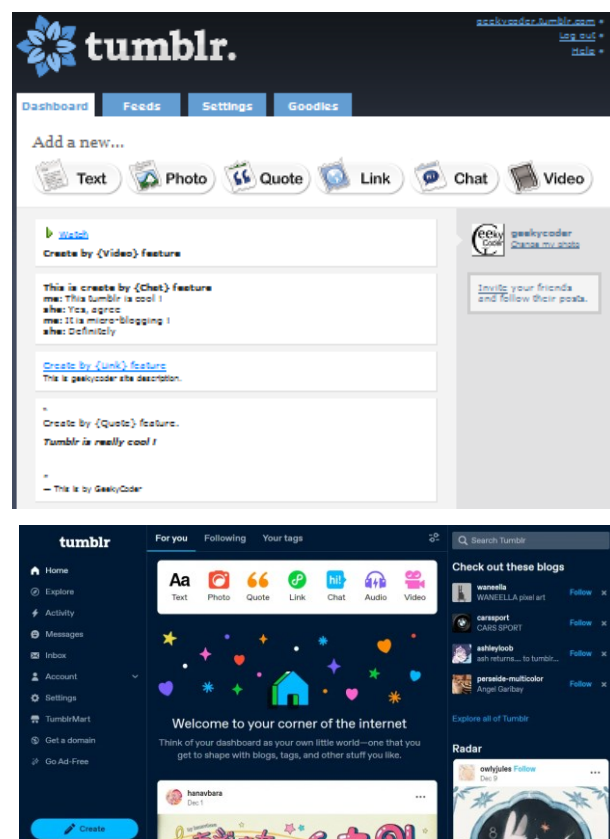 geekycoder.tumblr.com
Log out
Help
tumblr.
Dashboard Feeds Settings Goodies
Add a new...
Text Photo Quote Link Chat Video
Watch
Create by {Video} feature
This is create by {Chat} feature
me: This tumblr is cool !
she: Yes, agree
me: It is micro-blogging !
she: Definitely
Create by {Link} feature
This is geekycoder site description.
"
Create by {Quote} feature.
Tumblr is really cool !
"
— This is by GeekyCoder
geekycoder
Change my photo
Invite your friends
and follow their posts.
tumblr
Home
Explore
Activity
Messages
Inbox
Account
Settings
TumblrMart
Get a domain
Go Ad-Free
Create
For you Following Your tags
Aa
hi!
Text Photo Quote Link Chat Audio Video
Welcome to your corner of the internet
Think of your dashboard as your own little world—one that you
get to shape with blogs, tags, and other stuff you like.
hanavbara
Dec 1
Search Tumblr
Check out these blogs
waneella
WANEELLA pixel art
Follow
carssport
CARS SPORT
Follow
ashleyloob
ash returns... to tumblr...
Follow
perseide-multicolor
Angel Garibay
Follow
Explore all of Tumblr
Radar
owlyjules Follow
Dec 9